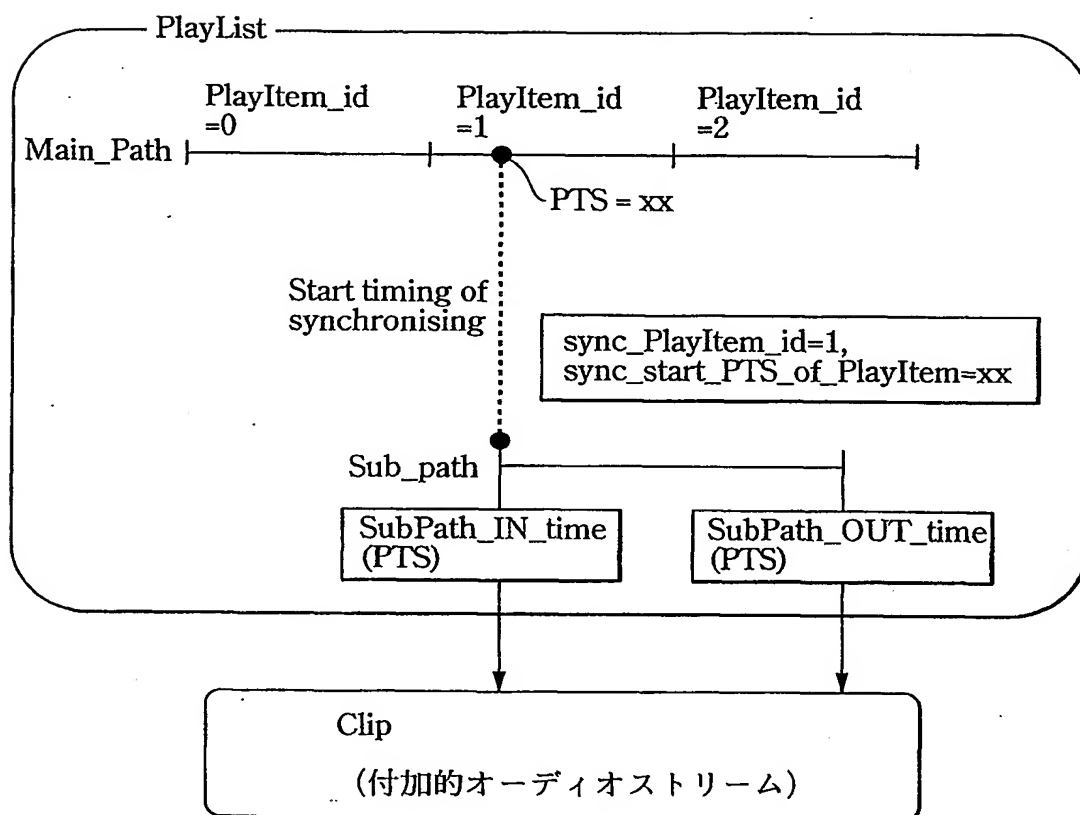 PlayList
PlayItem_id
=0
PlayItem_id
=1
PlayItem_id
=2
Main_Path
PTS = xx
Start timing of
synchronising
sync_PlayItem_id=1,
sync_start_PTS_of_PlayItem=xx
Sub_path
SubPath_IN_time
(PTS)
SubPath_OUT_time
(PTS)
Clip
(付加的オーディオストリーム)